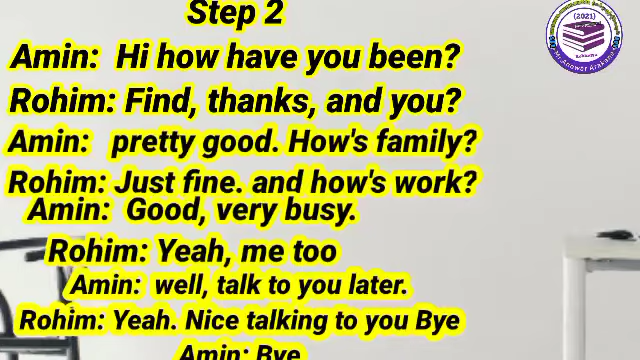 Step 2
(2021)
Amin: Hi how have you been?
Rohim: Find, thanks, and you?
Amin: pretty good. How's family?
Rohim: Just fine. and how's work?
Amin: Good, very busy.
Rohim: Yeah, me too
Amin: well, talk to you later.
Rohim: Yeah. Nice talking to you Bye
Amin: Bye